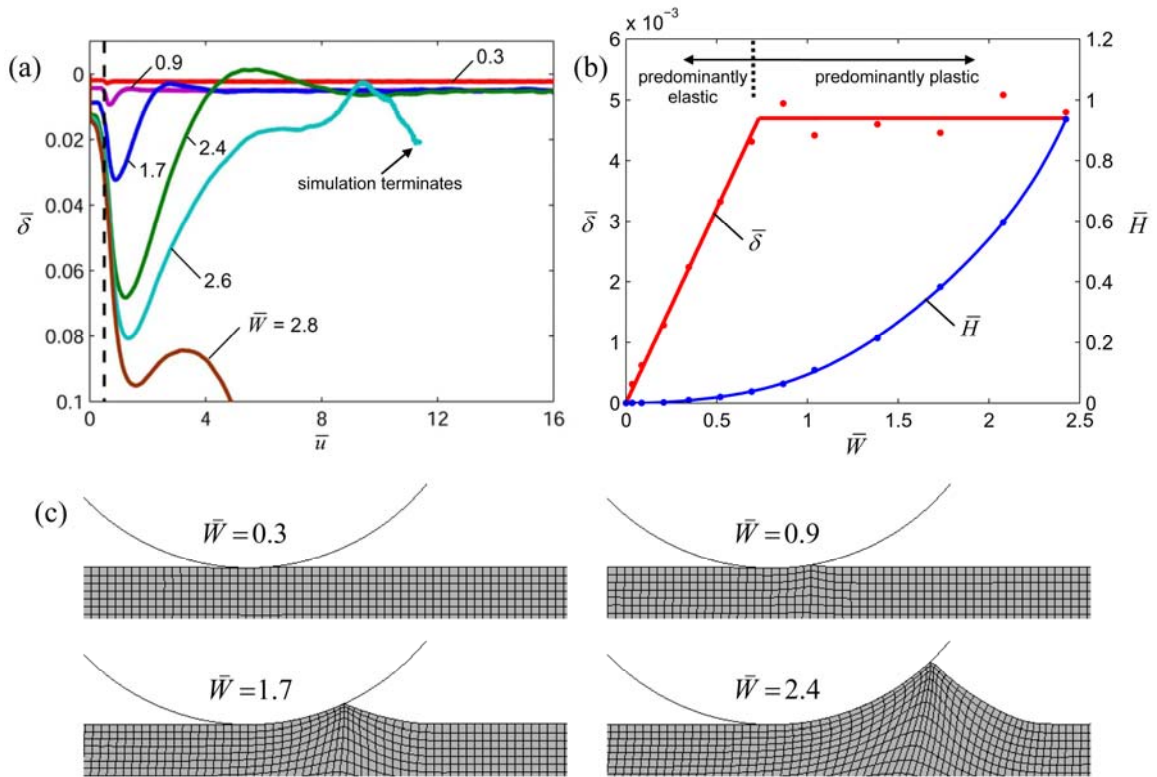 (a)
0
0.02
0.04
0.06
0.08
0.1
δ̄
0
4
8
12
16
ū
0.9
0.3
1.7
2.4
2.6
W̄ = 2.8
simulation terminates
(b)
× 10⁻³
6
5
4
3
2
1
0
δ̄
predominantly
elastic
predominantly plastic
δ̄
H̄
1.2
1
0.8
0.6
0.4
0.2
0
H̄
0
0.5
1
1.5
2
2.5
W̄
(c)
W̄ = 0.3
W̄ = 0.9
W̄ = 1.7
W̄ = 2.4